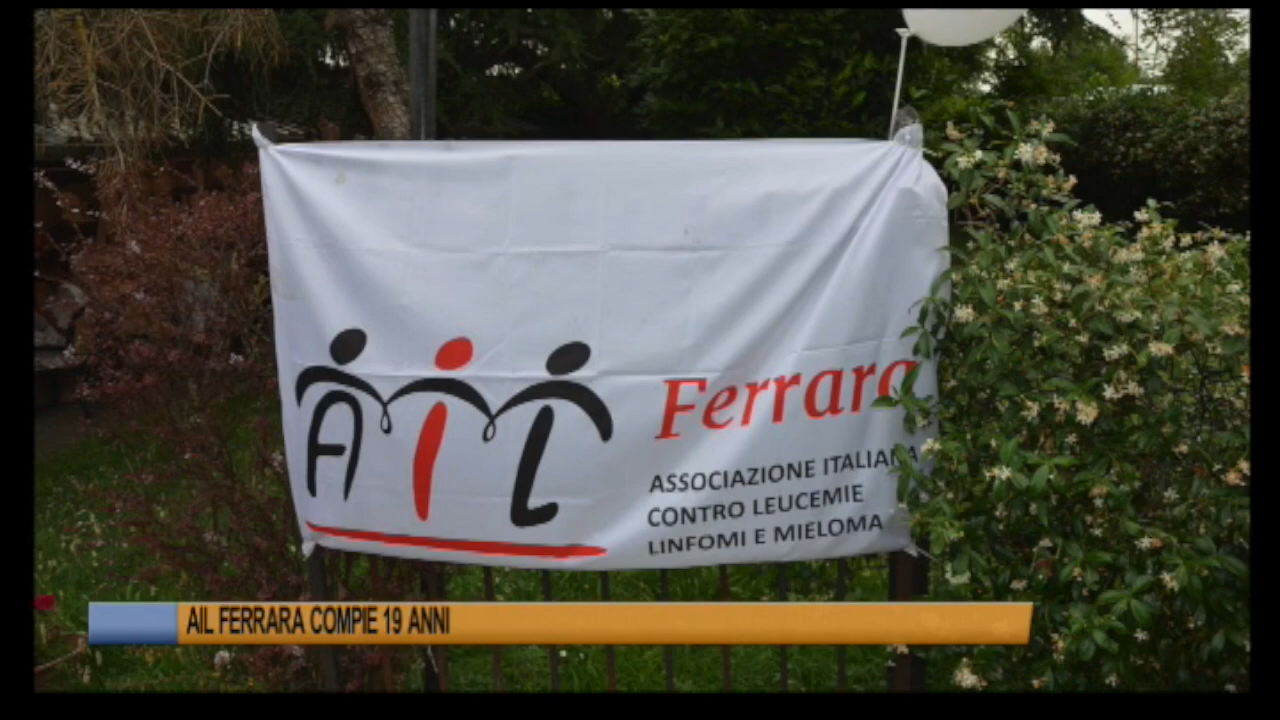 AIL
Ferrara
ASSOCIAZIONE ITALIANA
CONTRO LEUCEMIE
LINFOMI E MIELOMA
AIL FERRARA COMPIE 19 ANNI